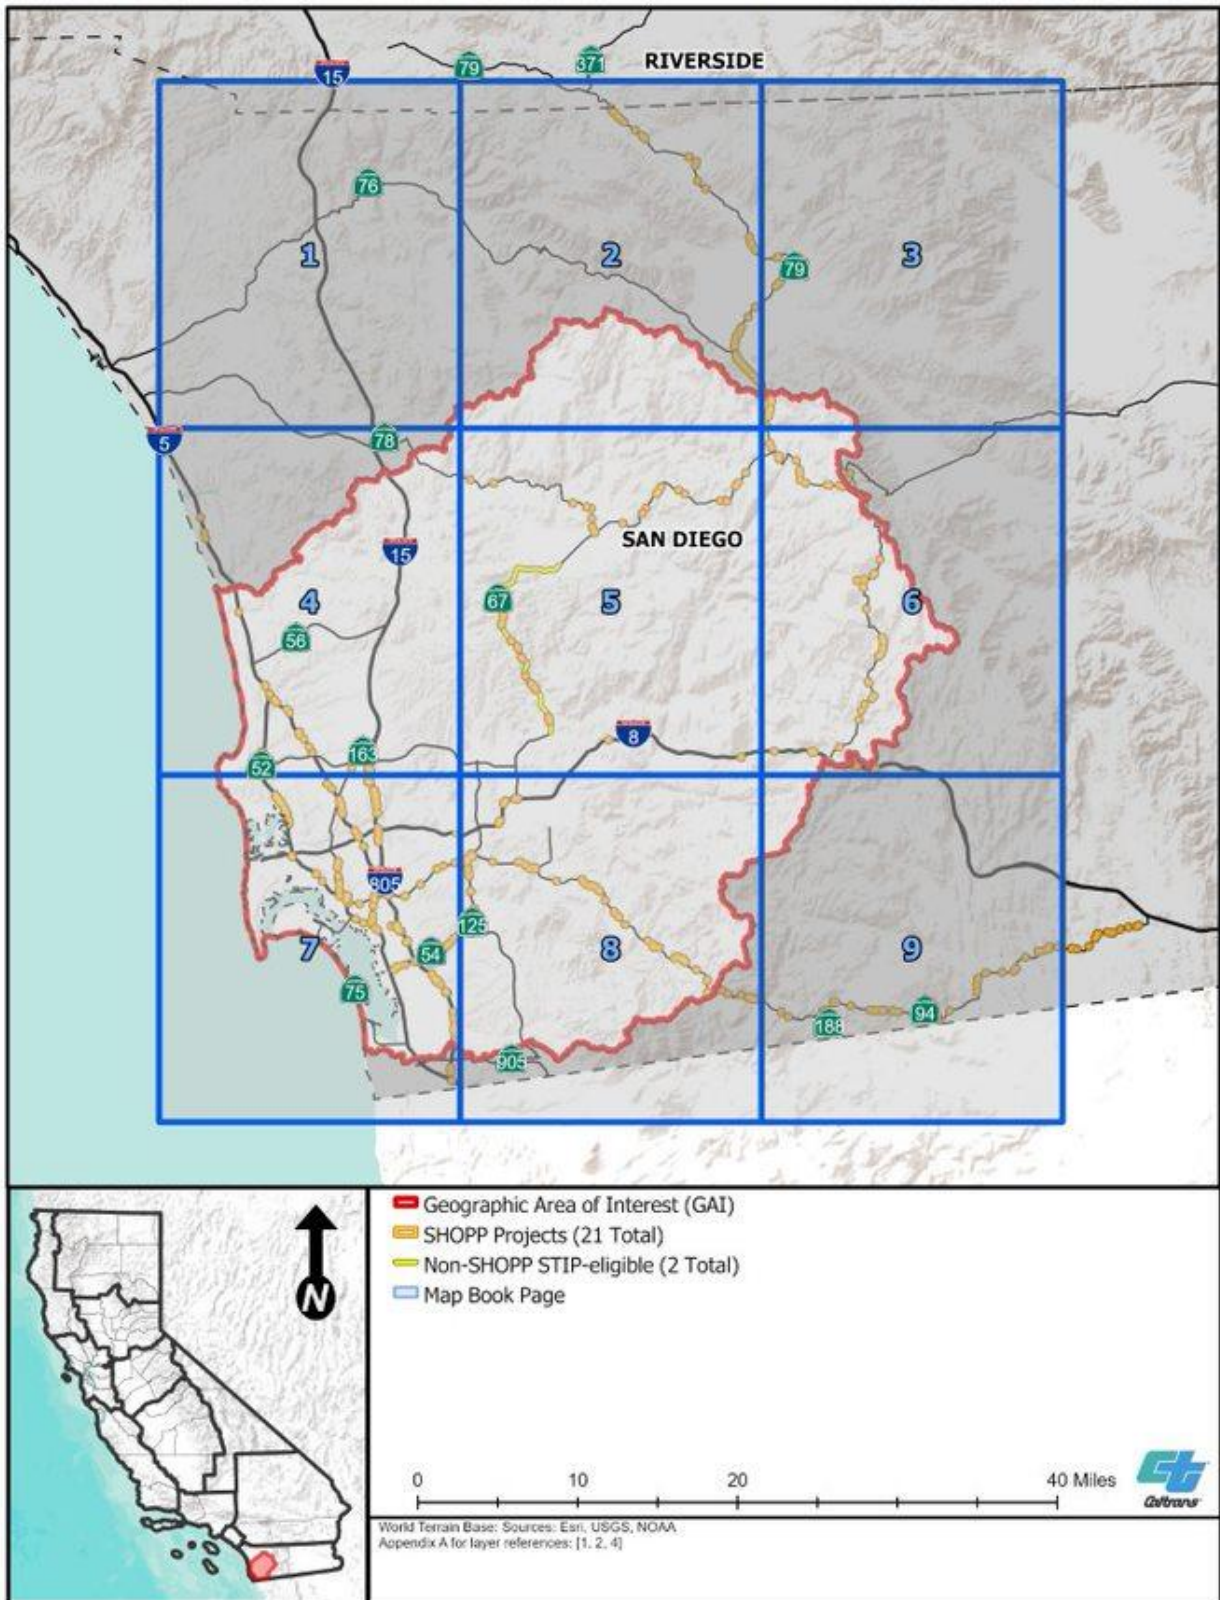 RIVERSIDE
15
79
371
76
1
2
3
79
5
78
SAN DIEGO
15
4
67
5
6
56
8
163
52
805
125
54
7
8
9
75
94
188
905
N
Geographic Area of Interest (GAI)
SHOPP Projects (21 Total)
Non-SHOPP STIP-eligible (2 Total)
Map Book Page
0 10 20 40 Miles
Caltrans
World Terrain Base: Sources: Esri, USGS, NOAA
Appendix A for layer references: [1, 2, 4]